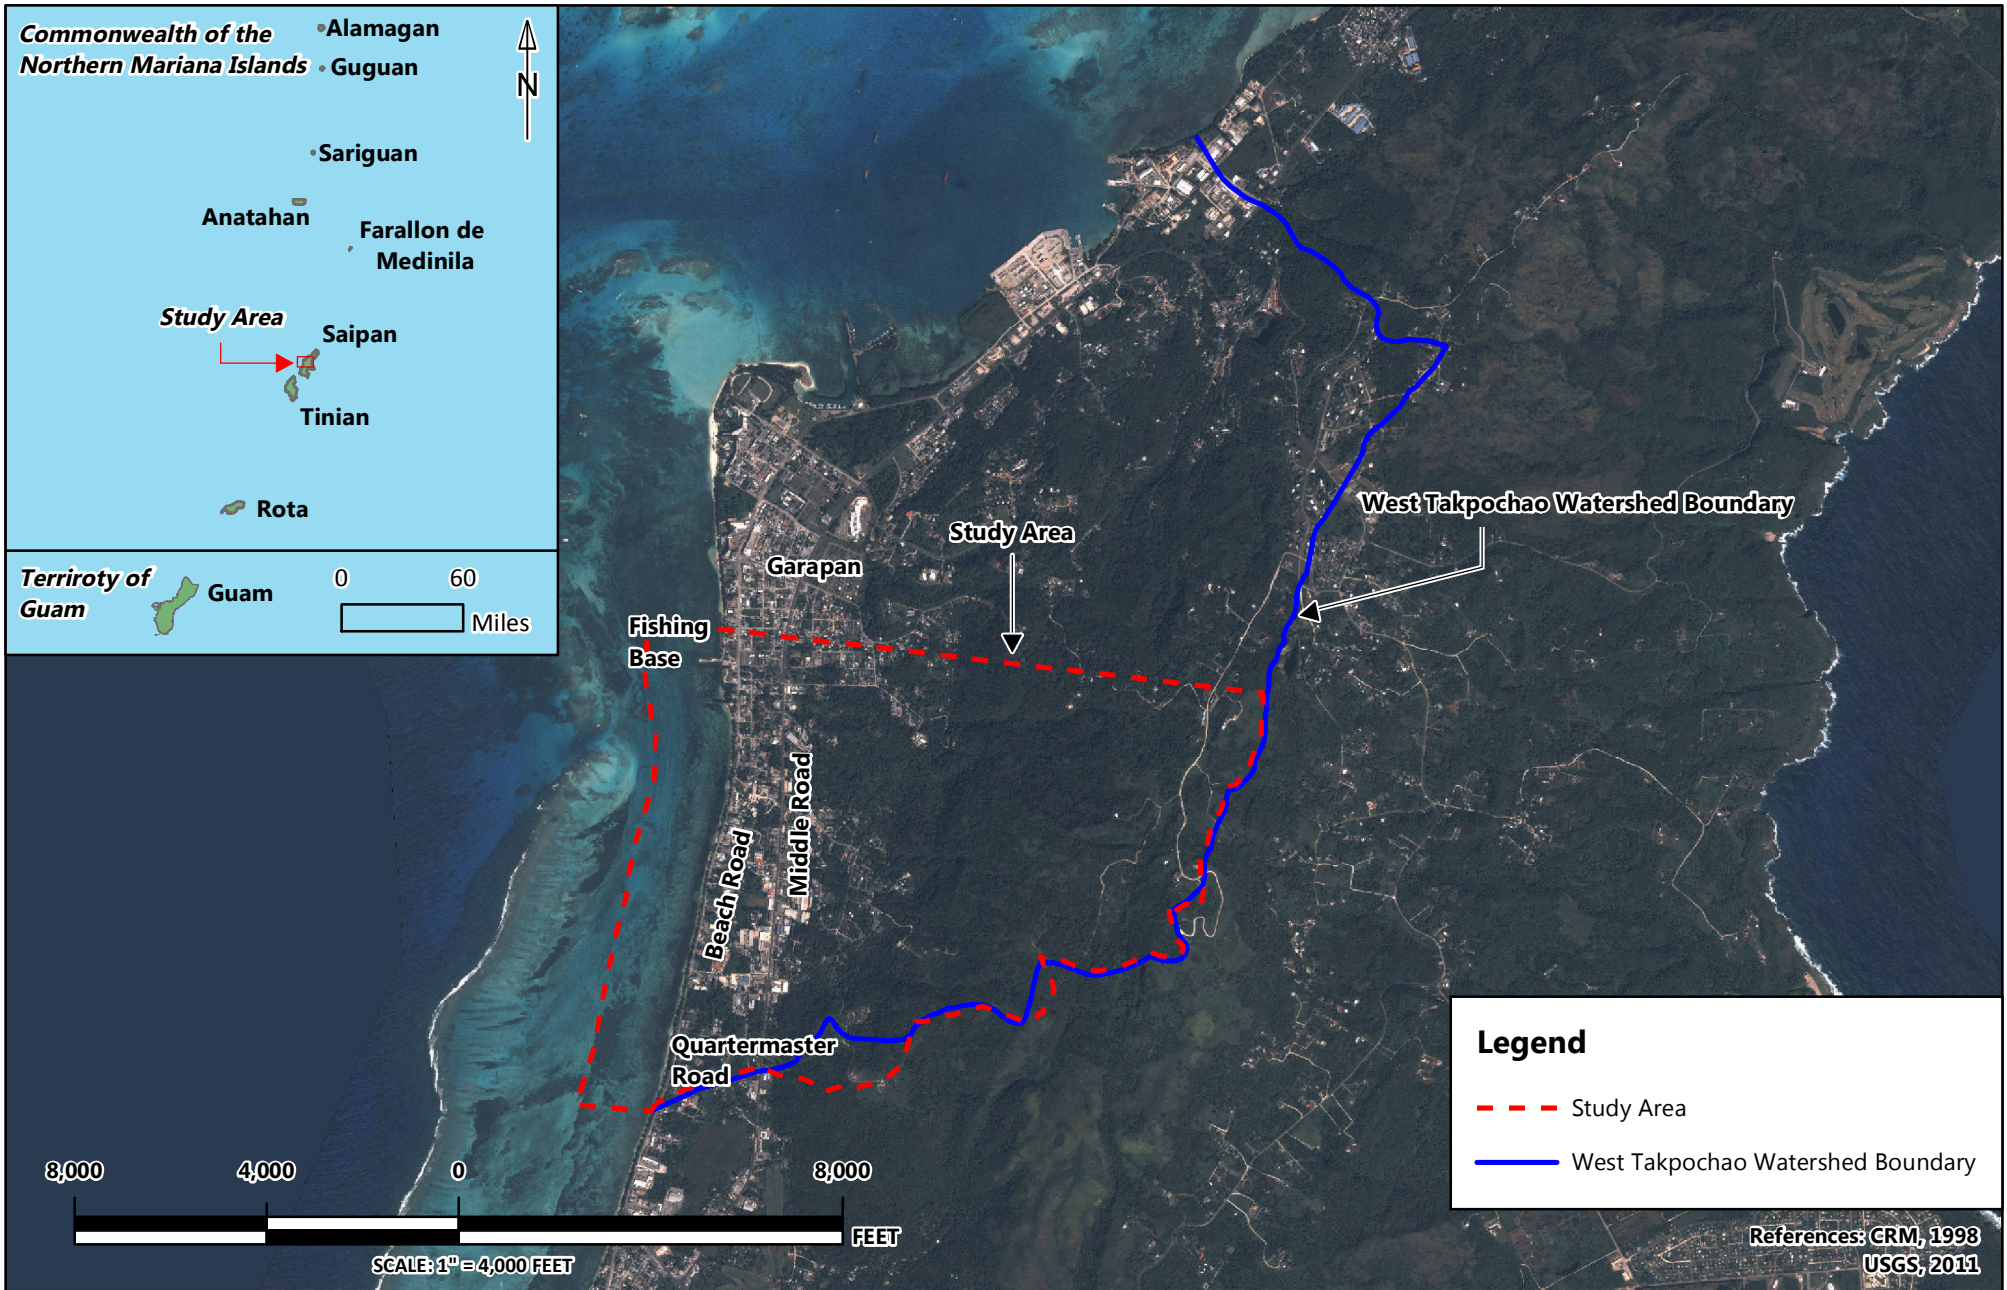 Commonwealth of the
Northern Mariana Islands
Alamagan
Guguan
N
Sariguan
Anatahan
Farallon de
Medinila
Study Area
Saipan
Tinian
Rota
Terriroty of
Guam
Guam
0 60
Miles
West Takpochao Watershed Boundary
Study Area
Garapan
Fishing
Base
Middle Road
Beach Road
Quartermaster
Road
8,000 4,000 0 8,000
FEET
SCALE: 1" = 4,000 FEET
Legend
Study Area
West Takpochao Watershed Boundary
References: CRM, 1998
USGS, 2011